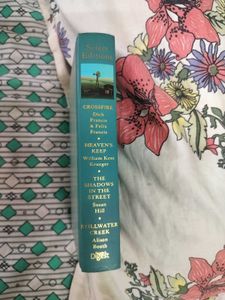 Select
Editions
CROSSFIRE
Dick
Francis
& Felix
Francis
HEAVEN'S
KEEP
William Kent
Krueger
THE
SHADOWS
IN THE
STREET
Susan
Hill
STILLWATER
CREEK
Alison
Booth
Digest